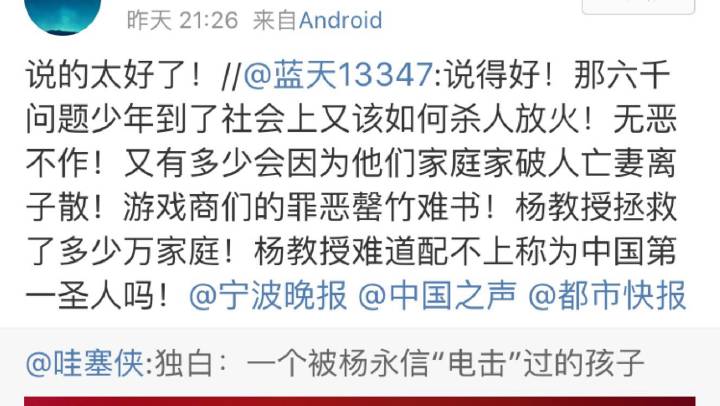 昨天 21:26 来自Android
说的太好了！//@蓝天13347:说得好！那六千
问题少年到了社会上又该如何杀人放火！无恶
不作！又有多少会因为他们家庭家破人亡妻离
子散！游戏商们的罪恶罄竹难书！杨教授拯救
了多少万家庭！杨教授难道配不上称为中国第
一圣人吗！@宁波晚报 @中国之声 @都市快报
@哇塞侠:独白：一个被杨永信“电击”过的孩子